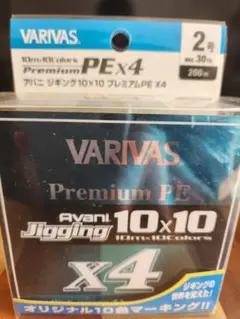 VARIVAS
10m×10Colors
Premium PE X4
アバニ ジギング10×10 プレミアムPE X4
2号
MAX 30lb
200m
VARIVAS
Premium PE
Avani
Jigging 10×10
10m×10Colors
x4
ジギングの
世界を変えた!
オリジナル10色マーキング!!